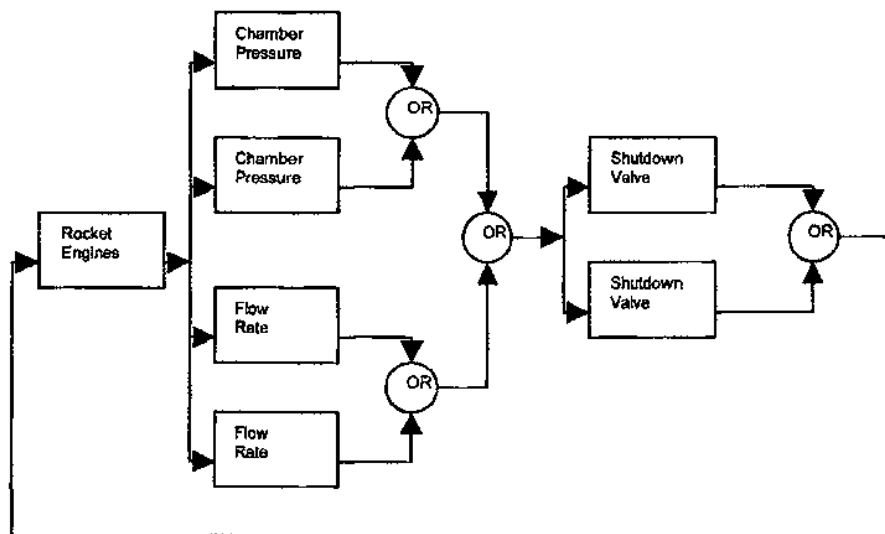 Chamber
Pressure
OR
Chamber
Pressure
Shutdown
Valve
Rocket
Engines
OR
OR
Shutdown
Valve
Flow
Rate
OR
Flow
Rate